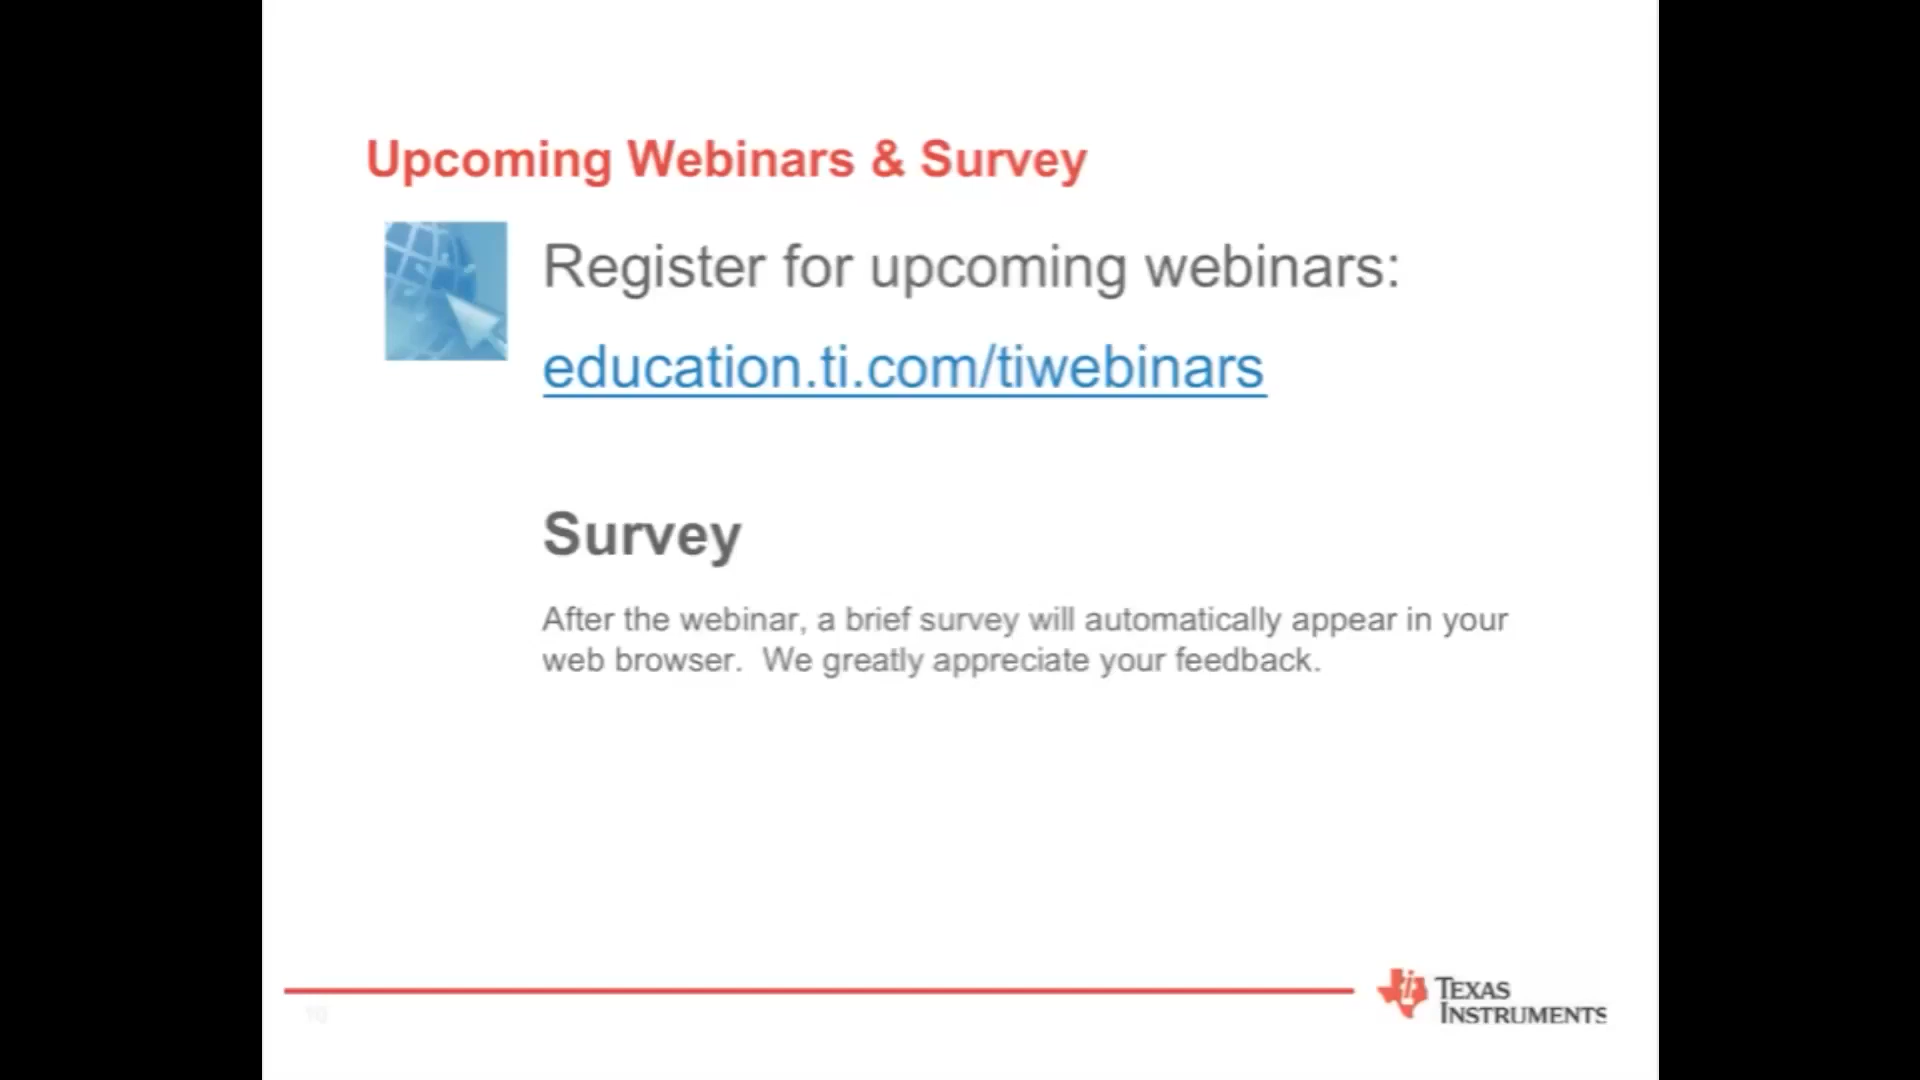 Upcoming Webinars & Survey
Register for upcoming webinars:
education.ti.com/tiwebinars
Survey
After the webinar, a brief survey will automatically appear in your
web browser.  We greatly appreciate your feedback.
10
TEXAS
INSTRUMENTS